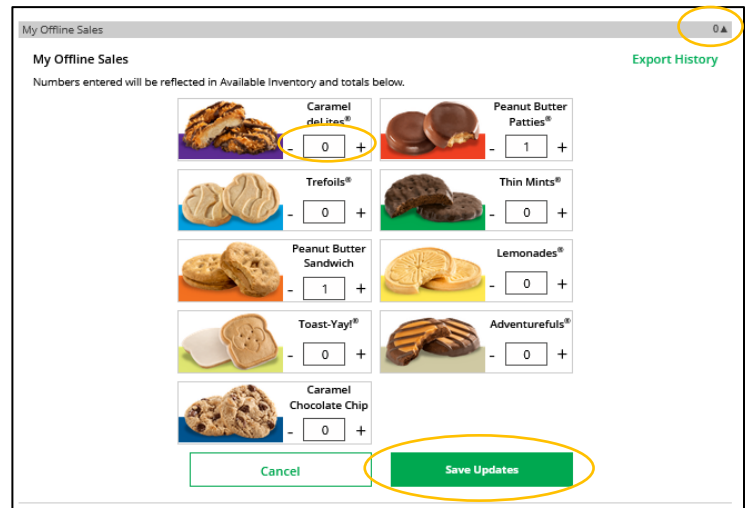 My Offline Sales 0▲
My Offline Sales Export History
Numbers entered will be reflected in Available Inventory and totals below.
Caramel
deLites®
- 0 +
Peanut Butter
Patties®
- 1 +
Trefoils®
- 0 +
Thin Mints®
- 0 +
Peanut Butter
Sandwich
- 1 +
Lemonades®
- 0 +
Toast-Yay!®
- 0 +
Adventurefuls®
- 0 +
Caramel
Chocolate Chip
- 0 +
Cancel Save Updates